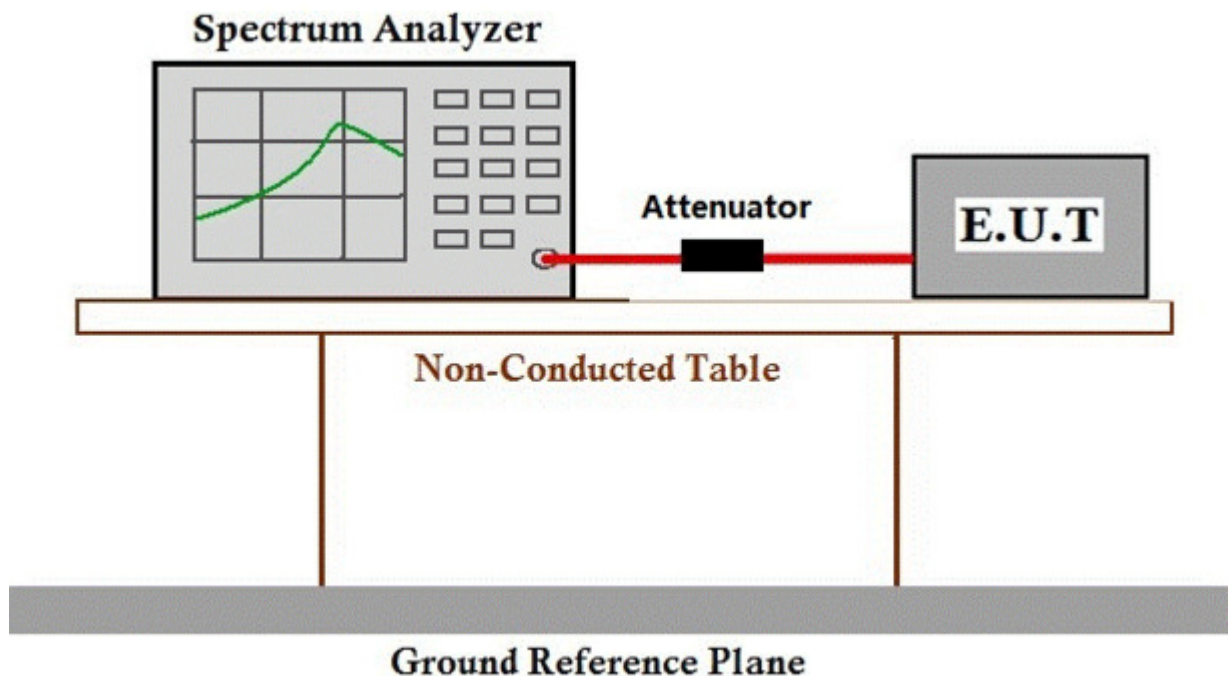 Spectrum Analyzer
Attenuator
E.U.T
Non-Conducted Table
Ground Reference Plane